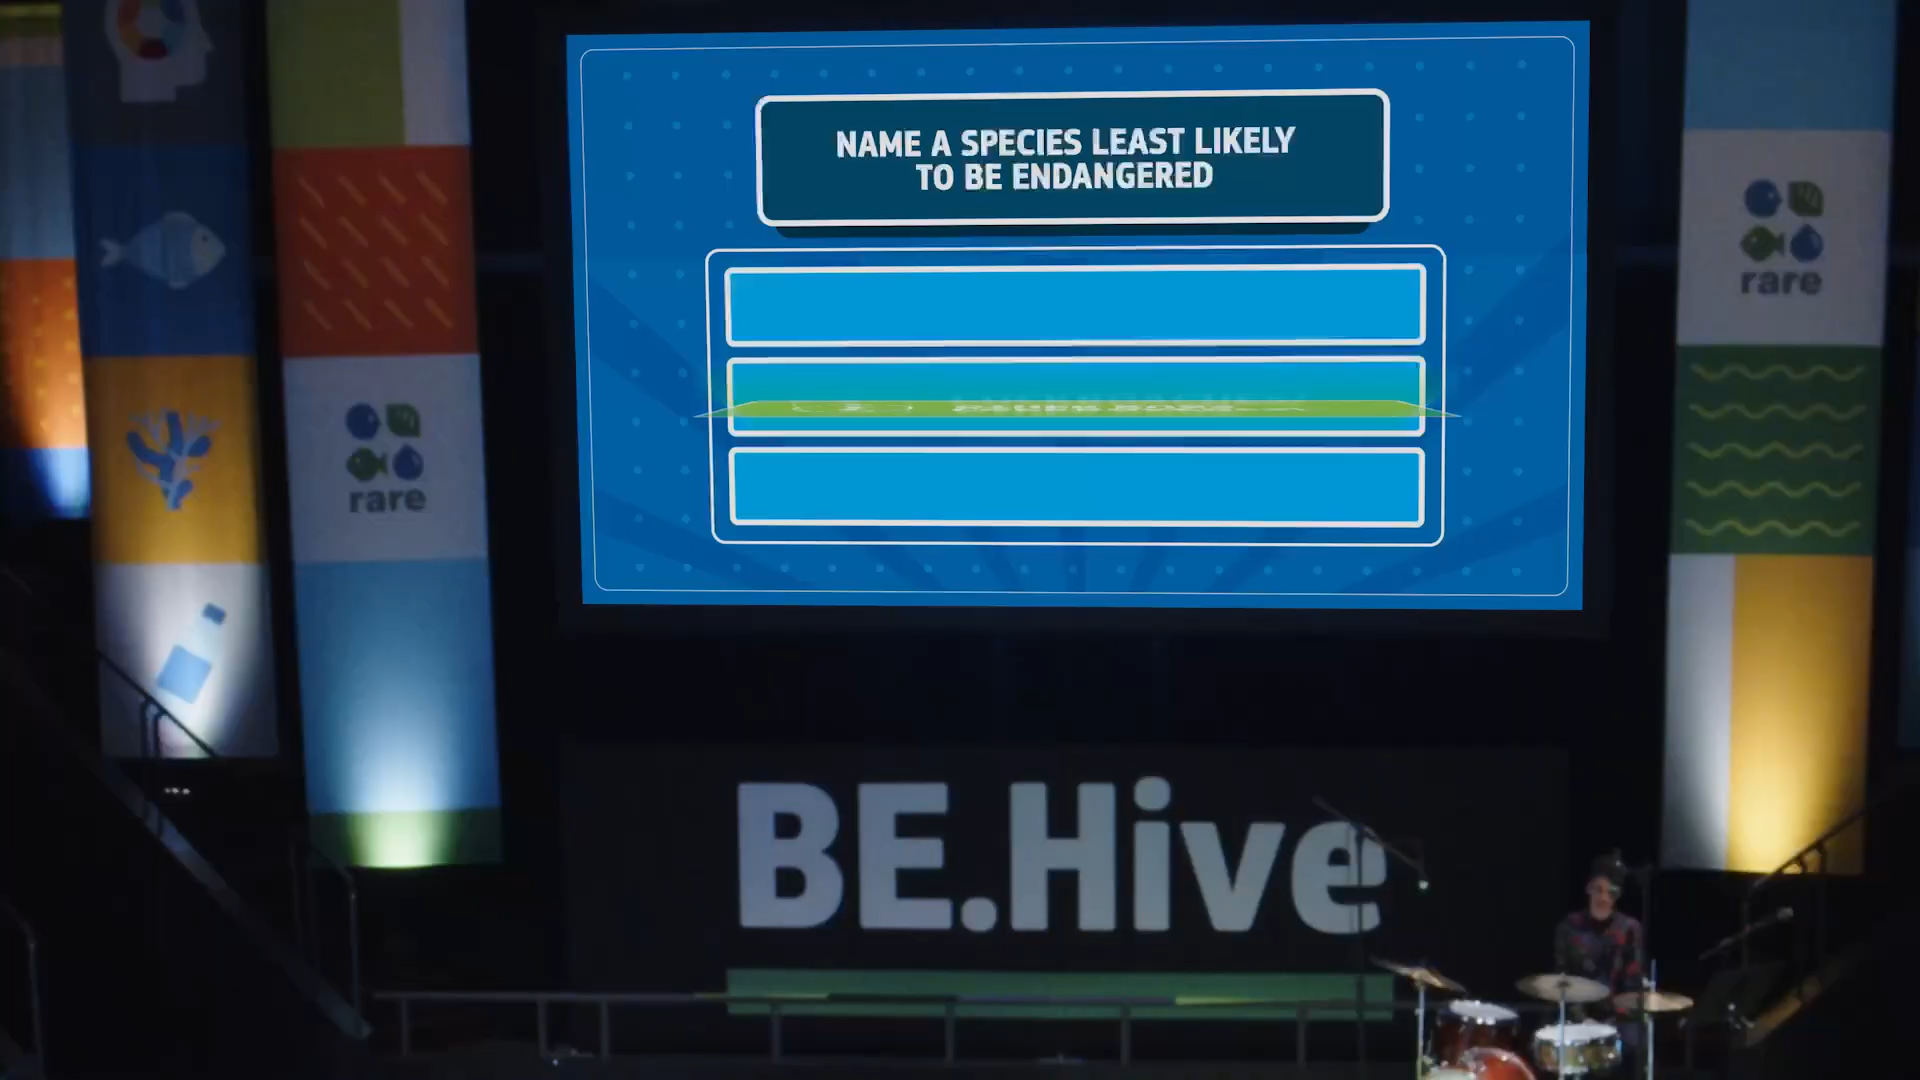 NAME A SPECIES LEAST LIKELY
TO BE ENDANGERED
rare
rare
BE.Hive